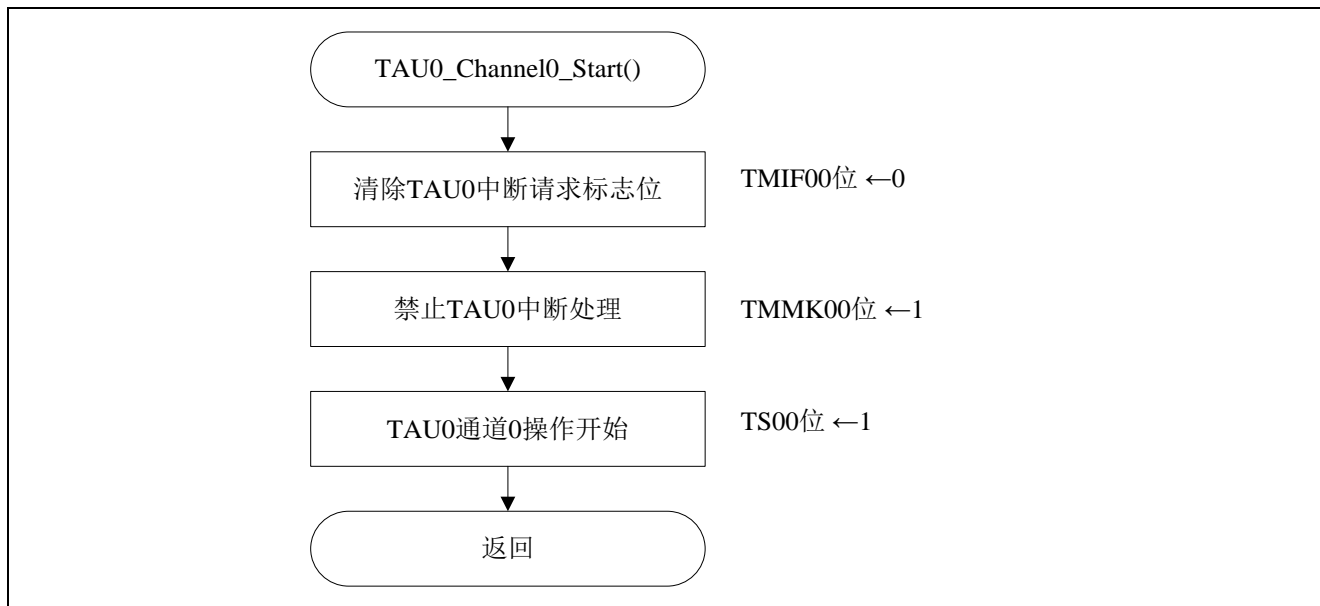 TAU0_Channel0_Start()
清除TAU0中断请求标志位
TMIF00位 ←0
禁止TAU0中断处理
TMMK00位 ←1
TAU0通道0操作开始
TS00位 ←1
返回